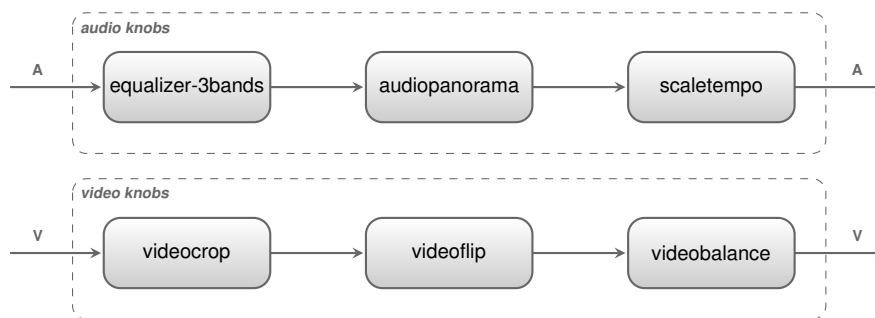 audio knobs
A
equalizer-3bands
audiopanorama
scaletempo
A
video knobs
V
videocrop
videoflip
videobalance
V